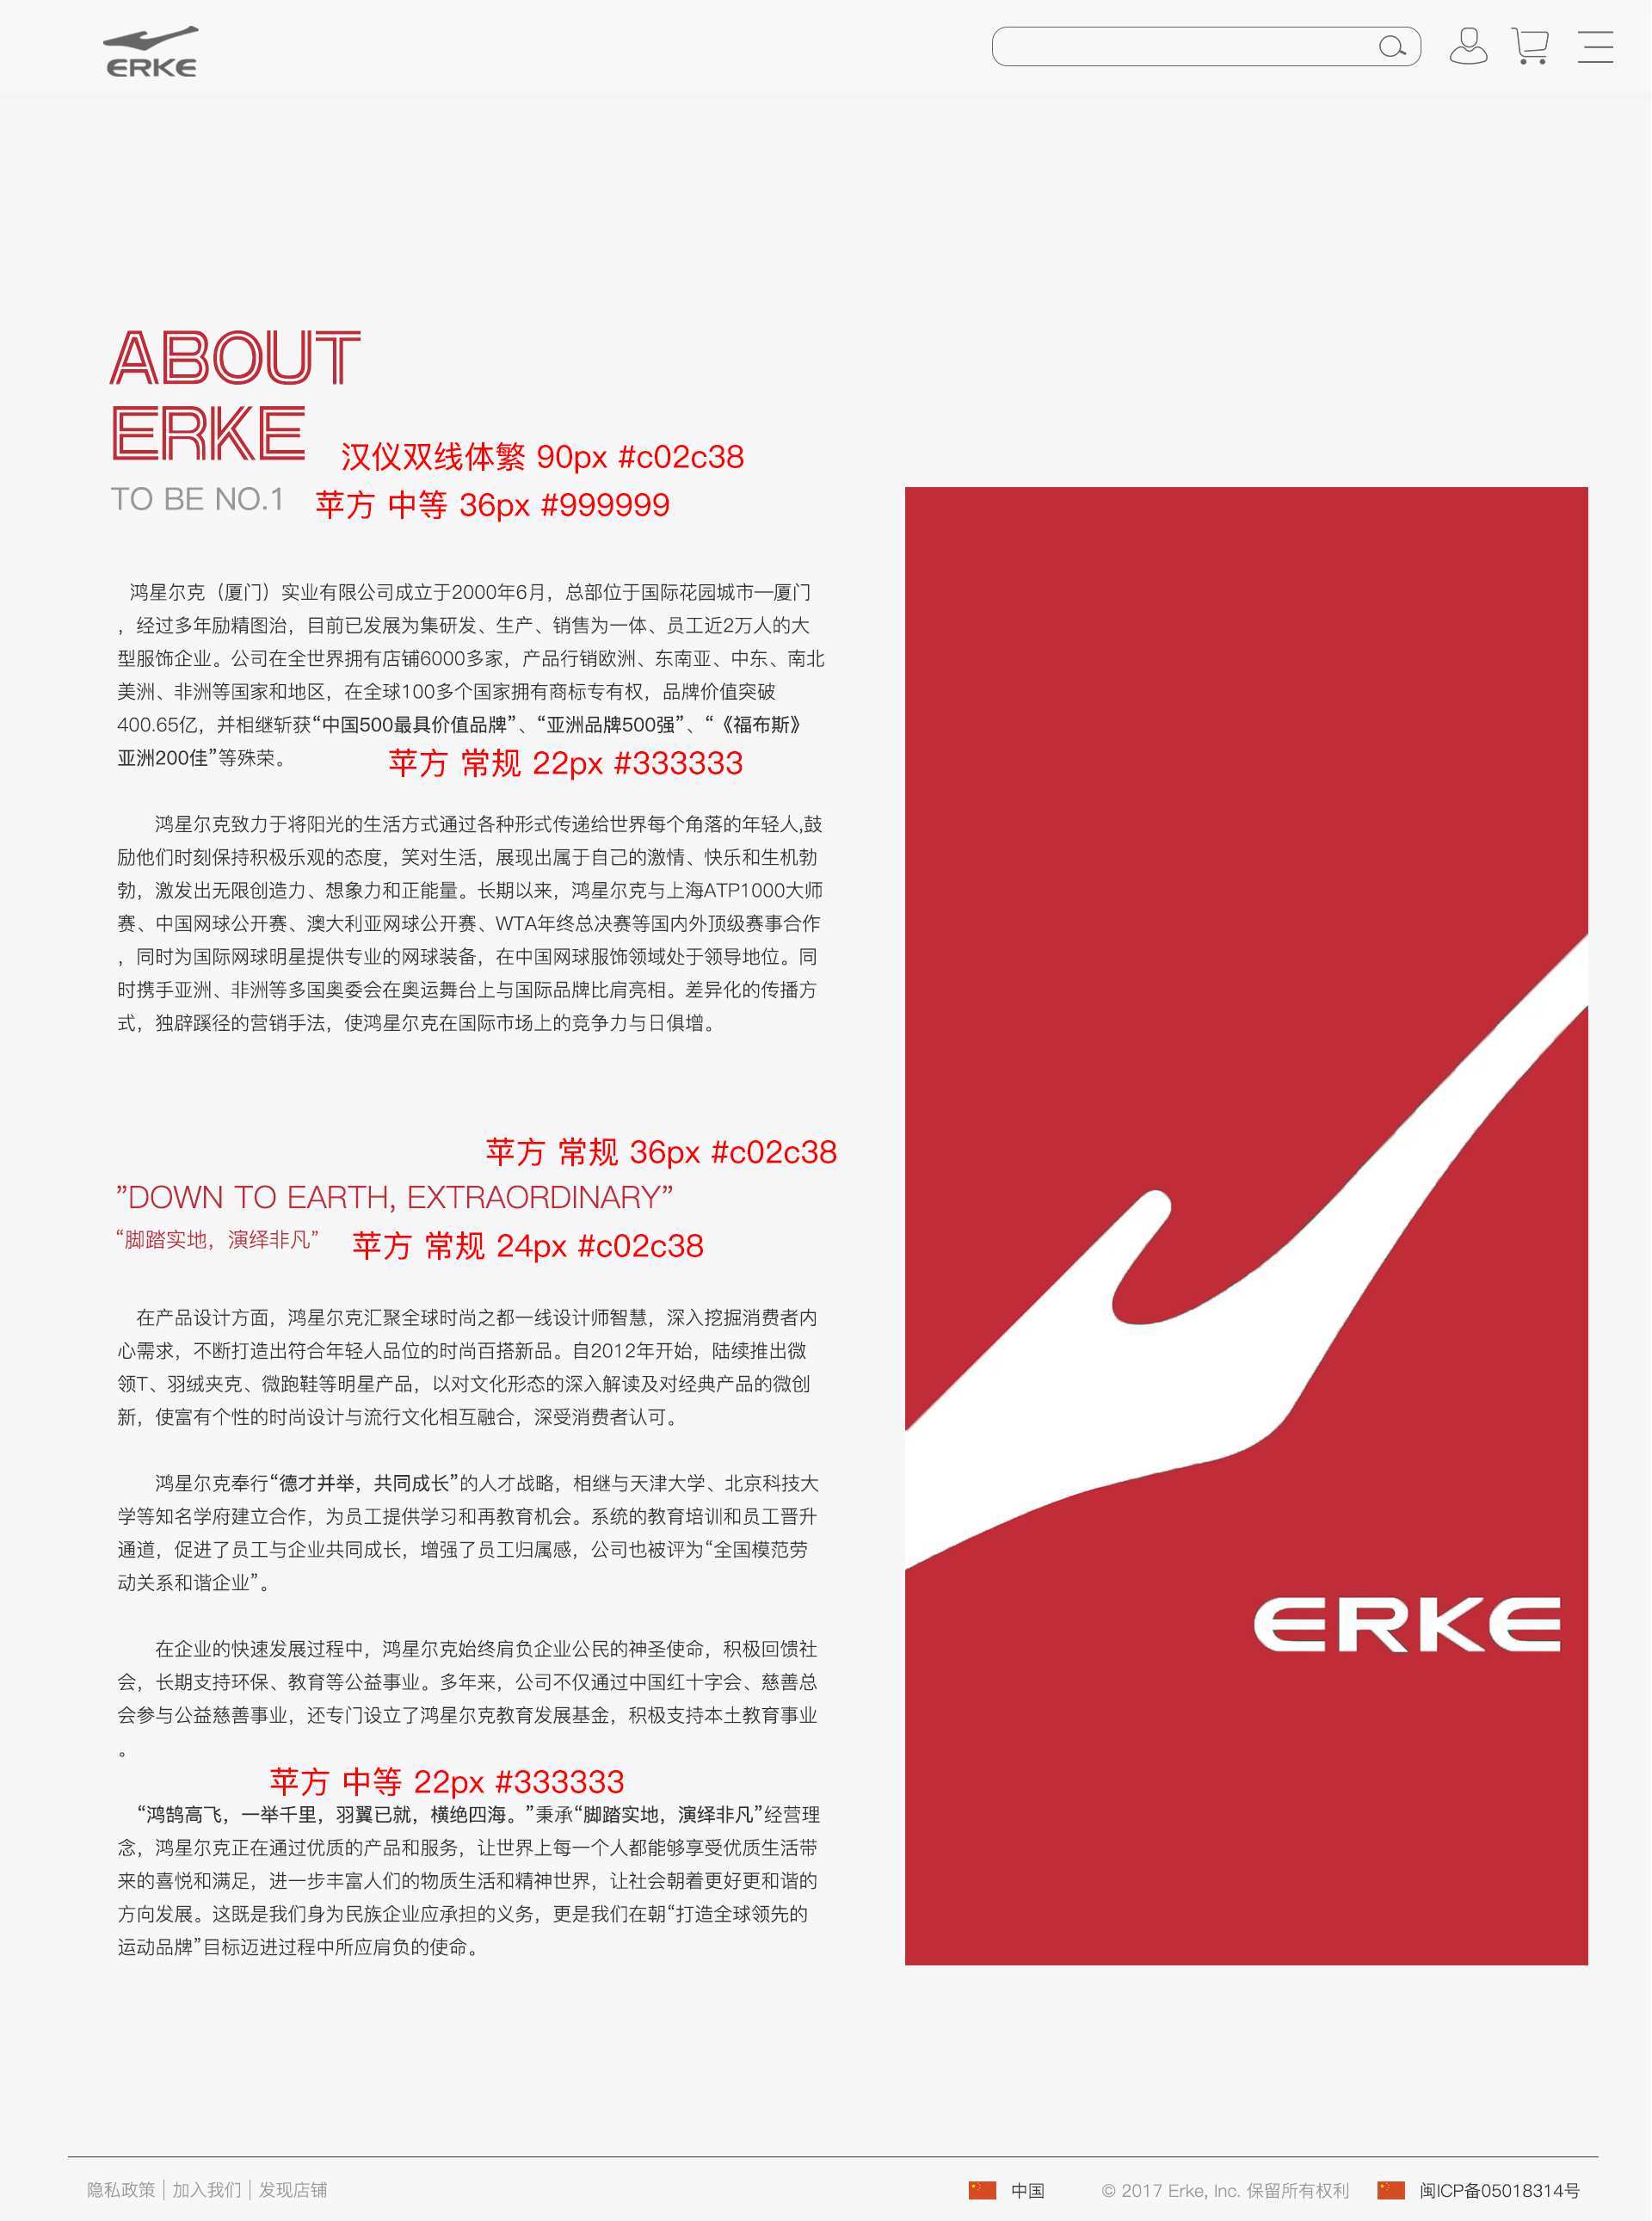 ERKE
ABOUT
ERKE
汉仪双线体繁 90px #c02c38
TO BE NO.1
苹方 中等 36px #999999
鸿星尔克（厦门）实业有限公司成立于2000年6月，总部位于国际花园城市—厦门
，经过多年励精图治，目前已发展为集研发、生产、销售为一体、员工近2万人的大
型服饰企业。公司在全世界拥有店铺6000多家，产品行销欧洲、东南亚、中东、南北
美洲、非洲等国家和地区，在全球100多个国家拥有商标专有权，品牌价值突破
400.65亿，并相继斩获“中国500最具价值品牌”、“亚洲品牌500强”、“《福布斯》
亚洲200佳”等殊荣。
苹方 常规 22px #333333
鸿星尔克致力于将阳光的生活方式通过各种形式传递给世界每个角落的年轻人,鼓
励他们时刻保持积极乐观的态度，笑对生活，展现出属于自己的激情、快乐和生机勃
勃，激发出无限创造力、想象力和正能量。长期以来，鸿星尔克与上海ATP1000大师
赛、中国网球公开赛、澳大利亚网球公开赛、WTA年终总决赛等国内外顶级赛事合作
，同时为国际网球明星提供专业的网球装备，在中国网球服饰领域处于领导地位。同
时携手亚洲、非洲等多国奥委会在奥运舞台上与国际品牌比肩亮相。差异化的传播方
式，独辟蹊径的营销手法，使鸿星尔克在国际市场上的竞争力与日俱增。
苹方 常规 36px #c02c38
”DOWN TO EARTH, EXTRAORDINARY”
“脚踏实地，演绎非凡”
苹方 常规 24px #c02c38
在产品设计方面，鸿星尔克汇聚全球时尚之都一线设计师智慧，深入挖掘消费者内
心需求，不断打造出符合年轻人品位的时尚百搭新品。自2012年开始，陆续推出微
领T、羽绒夹克、微跑鞋等明星产品，以对文化形态的深入解读及对经典产品的微创
新，使富有个性的时尚设计与流行文化相互融合，深受消费者认可。
鸿星尔克奉行“德才并举，共同成长”的人才战略，相继与天津大学、北京科技大
学等知名学府建立合作，为员工提供学习和再教育机会。系统的教育培训和员工晋升
通道，促进了员工与企业共同成长，增强了员工归属感，公司也被评为“全国模范劳
动关系和谐企业”。
在企业的快速发展过程中，鸿星尔克始终肩负企业公民的神圣使命，积极回馈社
会，长期支持环保、教育等公益事业。多年来，公司不仅通过中国红十字会、慈善总
会参与公益慈善事业，还专门设立了鸿星尔克教育发展基金，积极支持本土教育事业
。
苹方 中等 22px #333333
“鸿鹄高飞，一举千里，羽翼已就，横绝四海。”秉承“脚踏实地，演绎非凡”经营理
念，鸿星尔克正在通过优质的产品和服务，让世界上每一个人都能够享受优质生活带
来的喜悦和满足，进一步丰富人们的物质生活和精神世界，让社会朝着更好更和谐的
方向发展。这既是我们身为民族企业应承担的义务，更是我们在朝“打造全球领先的
运动品牌”目标迈进过程中所应肩负的使命。
ERKE
隐私政策 | 加入我们 | 发现店铺
中国
© 2017 Erke, Inc. 保留所有权利
闽ICP备05018314号